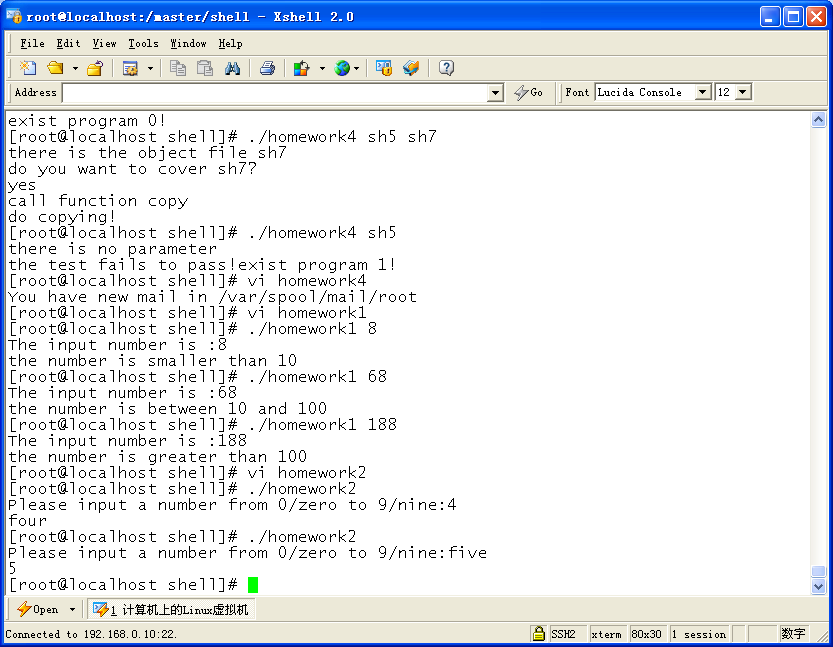 root@localhost:/master/shell - Xshell 2.0
File Edit View Tools Window Help
Address Go Font Lucida Console 12
exist program 0!
[root@localhost shell]# ./homework4 sh5 sh7
there is the object file sh7
do you want to cover sh7?
yes
call function copy
do copying!
[root@localhost shell]# ./homework4 sh5
there is no parameter
the test fails to pass!exist program 1!
[root@localhost shell]# vi homework4
You have new mail in /var/spool/mail/root
[root@localhost shell]# vi homework1
[root@localhost shell]# ./homework1 8
The input number is :8
the number is smaller than 10
[root@localhost shell]# ./homework1 68
The input number is :68
the number is between 10 and 100
[root@localhost shell]# ./homework1 188
The input number is :188
the number is greater than 100
[root@localhost shell]# vi homework2
[root@localhost shell]# ./homework2
Please input a number from 0/zero to 9/nine:4
four
[root@localhost shell]# ./homework2
Please input a number from 0/zero to 9/nine:five
5
[root@localhost shell]#
Open 1 计算机上的Linux虚拟机
Connected to 192.168.0.10:22. SSH2 xterm 80x30 1 session 数字